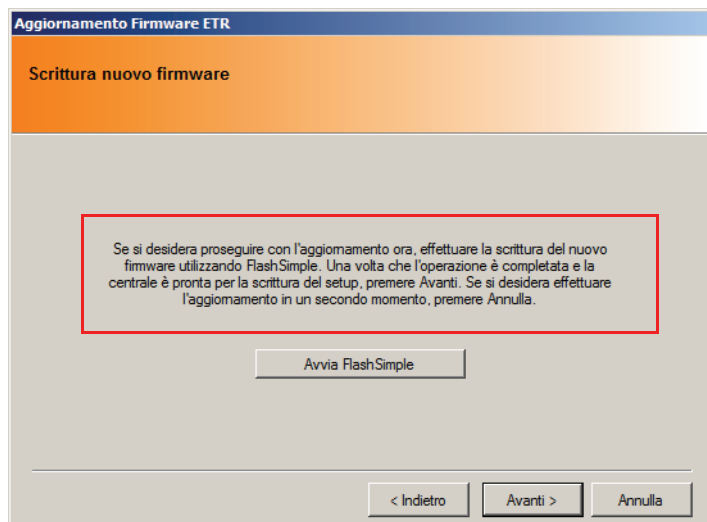 Aggiornamento Firmware ETR
Scrittura nuovo firmware
Se si desidera proseguire con l'aggiornamento ora, effettuare la scrittura del nuovo
firmware utilizzando FlashSimple. Una volta che l'operazione è completata e la
centrale è pronta per la scrittura del setup, premere Avanti. Se si desidera effettuare
l'aggiornamento in un secondo momento, premere Annulla.
Avvia FlashSimple
< Indietro
Avanti >
Annulla